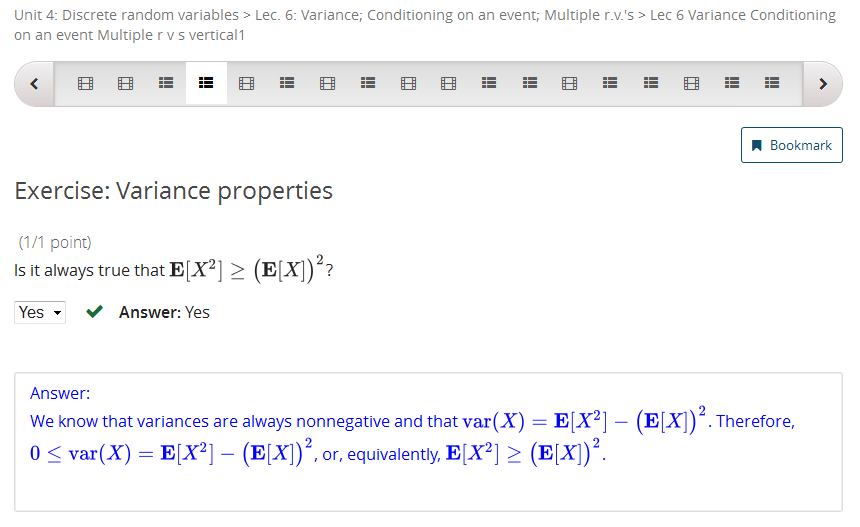 Unit 4: Discrete random variables > Lec. 6: Variance; Conditioning on an event; Multiple r.v.'s > Lec 6 Variance Conditioning
on an event Multiple r v s vertical1
Bookmark
Exercise: Variance properties
(1/1 point)
Is it always true that E[X²] ≥ (E[X])²?
Yes Answer: Yes
Answer:
We know that variances are always nonnegative and that var(X) = E[X²] − (E[X])². Therefore,
0 ≤ var(X) = E[X²] − (E[X])², or, equivalently, E[X²] ≥ (E[X])².